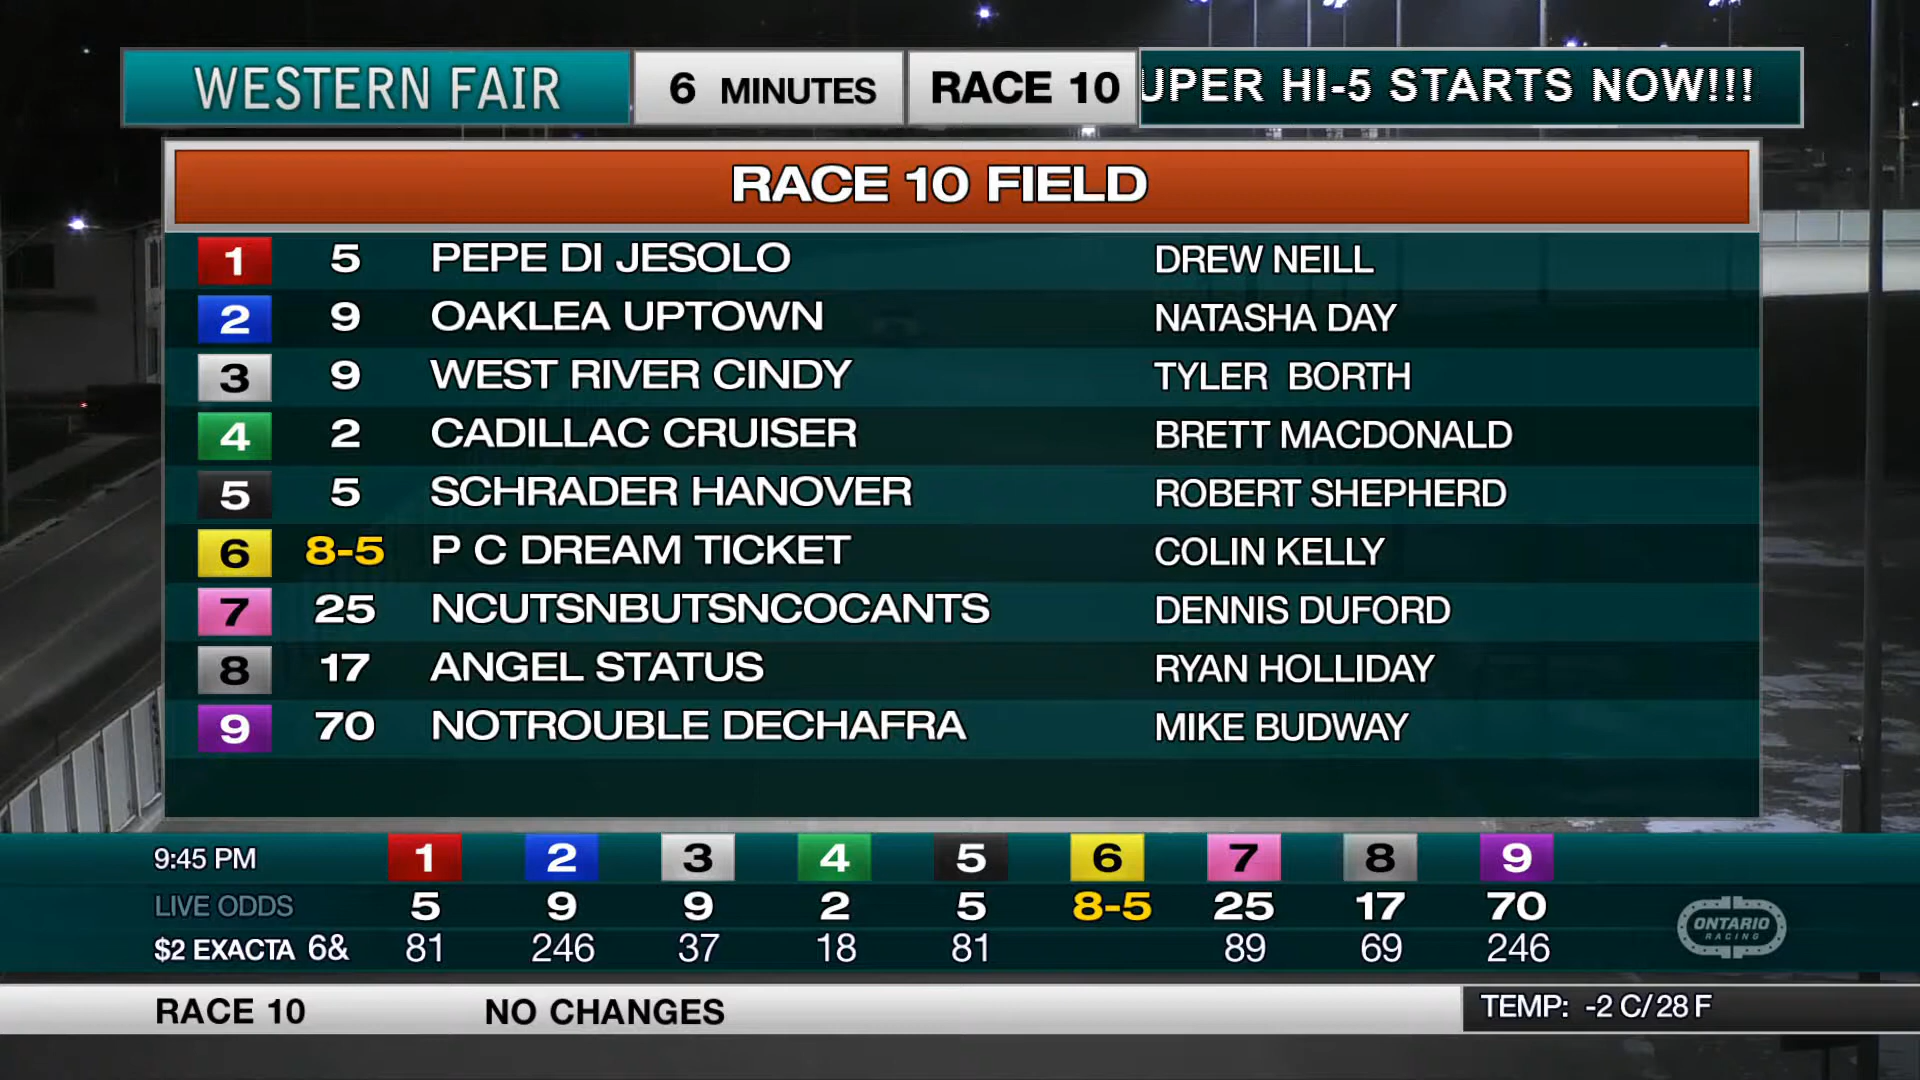 WESTERN FAIR 6 MINUTES RACE 10 UPER HI-5 STARTS NOW!!!
RACE 10 FIELD
1 5 PEPE DI JESOLO DREW NEILL
2 9 OAKLEA UPTOWN NATASHA DAY
3 9 WEST RIVER CINDY TYLER BORTH
4 2 CADILLAC CRUISER BRETT MACDONALD
5 5 SCHRADER HANOVER ROBERT SHEPHERD
6 8-5 P C DREAM TICKET COLIN KELLY
7 25 NCUTSNBUTSNCOCANTS DENNIS DUFORD
8 17 ANGEL STATUS RYAN HOLLIDAY
9 70 NOTROUBLE DECHAFRA MIKE BUDWAY
9:45 PM 1 2 3 4 5 6 7 8 9
LIVE ODDS 5 9 9 2 5 8-5 25 17 70
$2 EXACTA 6& 81 246 37 18 81 89 69 246
ONTARIO
RACING
RACE 10 NO CHANGES TEMP: -2 C/28 F